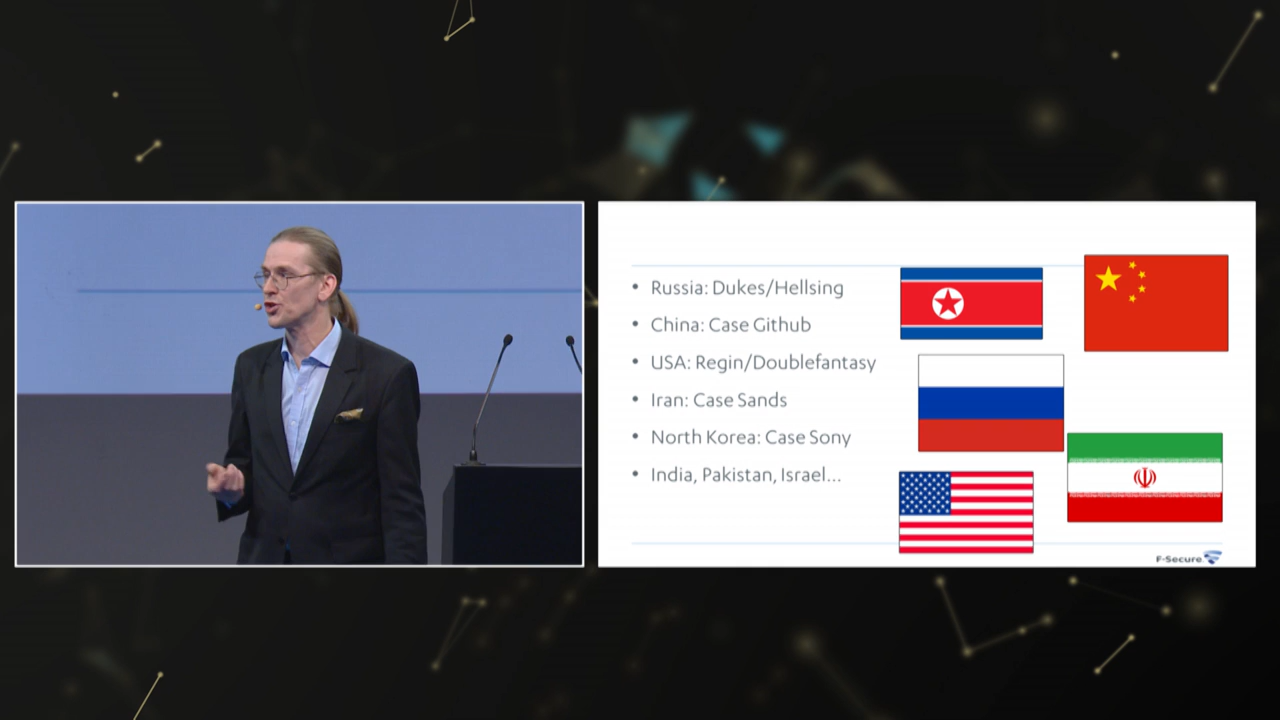 Russia: Dukes/Hellsing
China: Case Github
USA: Regin/Doublefantasy
Iran: Case Sands
North Korea: Case Sony
India, Pakistan, Israel...
F-Secure